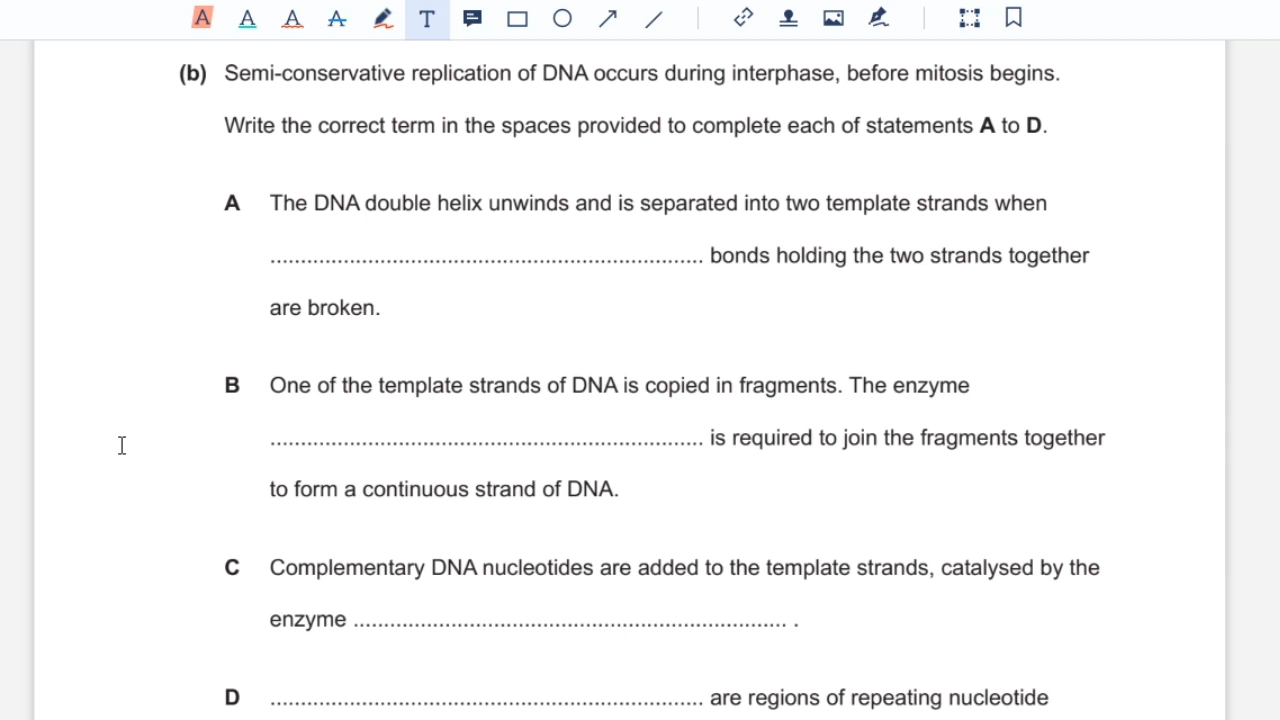 (b) Semi-conservative replication of DNA occurs during interphase, before mitosis begins.
Write the correct term in the spaces provided to complete each of statements A to D.
A The DNA double helix unwinds and is separated into two template strands when
....................................................................... bonds holding the two strands together
are broken.
B One of the template strands of DNA is copied in fragments. The enzyme
....................................................................... is required to join the fragments together
to form a continuous strand of DNA.
C Complementary DNA nucleotides are added to the template strands, catalysed by the
enzyme ....................................................................... .
D ....................................................................... are regions of repeating nucleotide